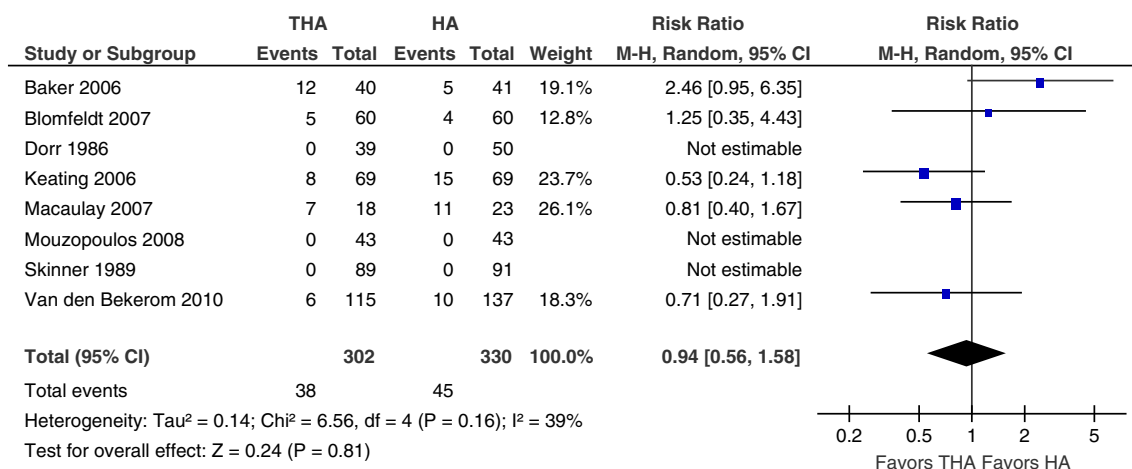 THA HA Risk Ratio Risk Ratio
Study or Subgroup Events Total Events Total Weight M-H, Random, 95% CI M-H, Random, 95% CI
Baker 2006 12 40 5 41 19.1% 2.46 [0.95, 6.35]
Blomfeldt 2007 5 60 4 60 12.8% 1.25 [0.35, 4.43]
Dorr 1986 0 39 0 50 Not estimable
Keating 2006 8 69 15 69 23.7% 0.53 [0.24, 1.18]
Macaulay 2007 7 18 11 23 26.1% 0.81 [0.40, 1.67]
Mouzopoulos 2008 0 43 0 43 Not estimable
Skinner 1989 0 89 0 91 Not estimable
Van den Bekerom 2010 6 115 10 137 18.3% 0.71 [0.27, 1.91]
Total (95% CI) 302 330 100.0% 0.94 [0.56, 1.58]
Total events 38 45
Heterogeneity: Tau² = 0.14; Chi² = 6.56, df = 4 (P = 0.16); I² = 39%
Test for overall effect: Z = 0.24 (P = 0.81)
0.2 0.5 1 2 5
Favors THA Favors HA